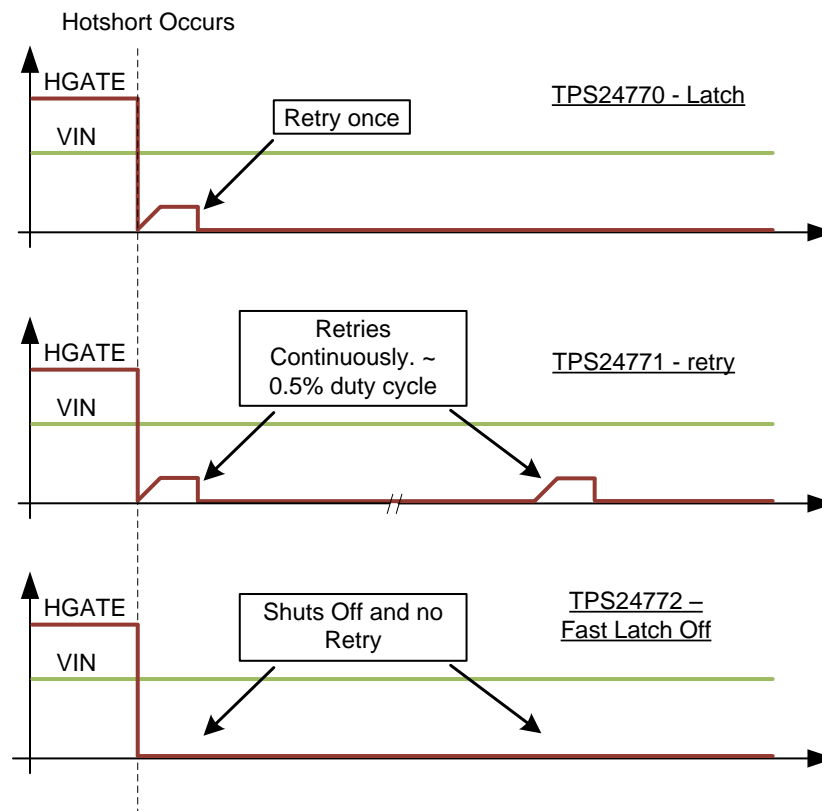 Hotshort Occurs
HGATE
TPS24770 - Latch
Retry once
VIN
HGATE
Retries
Continuously. ~
0.5% duty cycle
TPS24771 - retry
VIN
//
HGATE
Shuts Off and no
Retry
TPS24772 –
Fast Latch Off
VIN